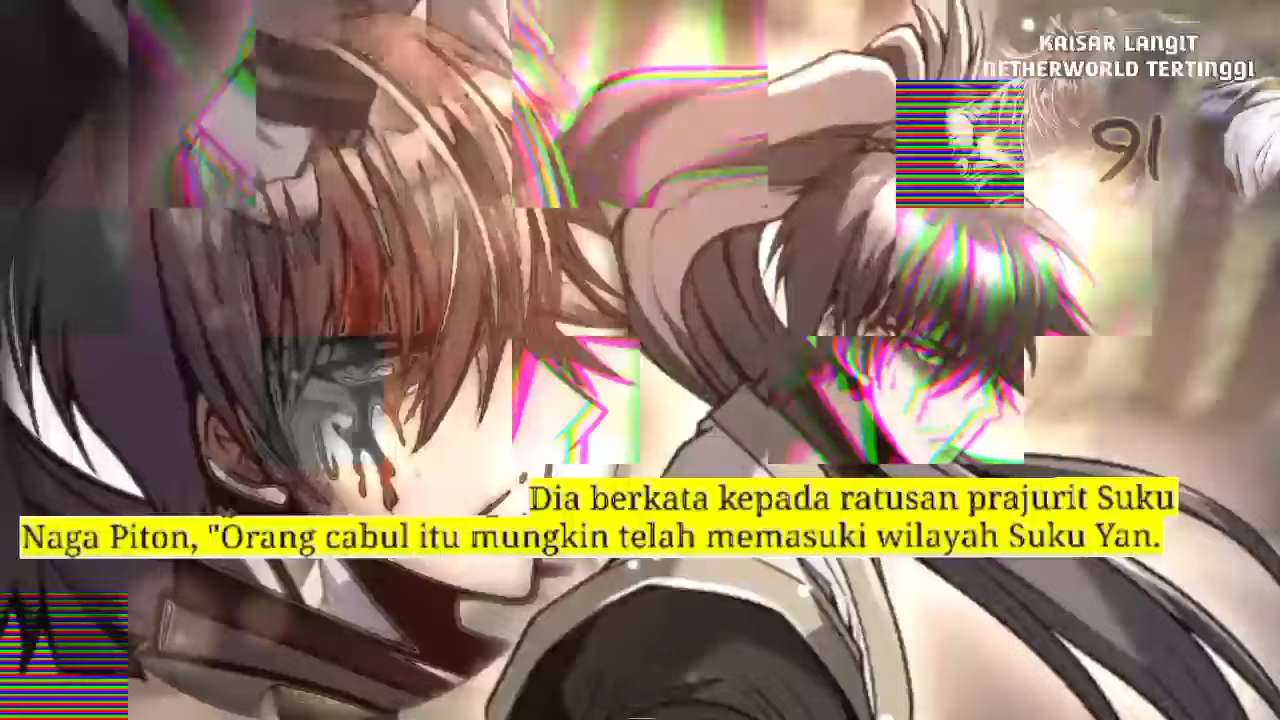 KAISAR LANGIT
NETHERWORLD TERTINGGI
91
Dia berkata kepada ratusan prajurit Suku
Naga Piton, "Orang cabul itu mungkin telah memasuki wilayah Suku Yan.